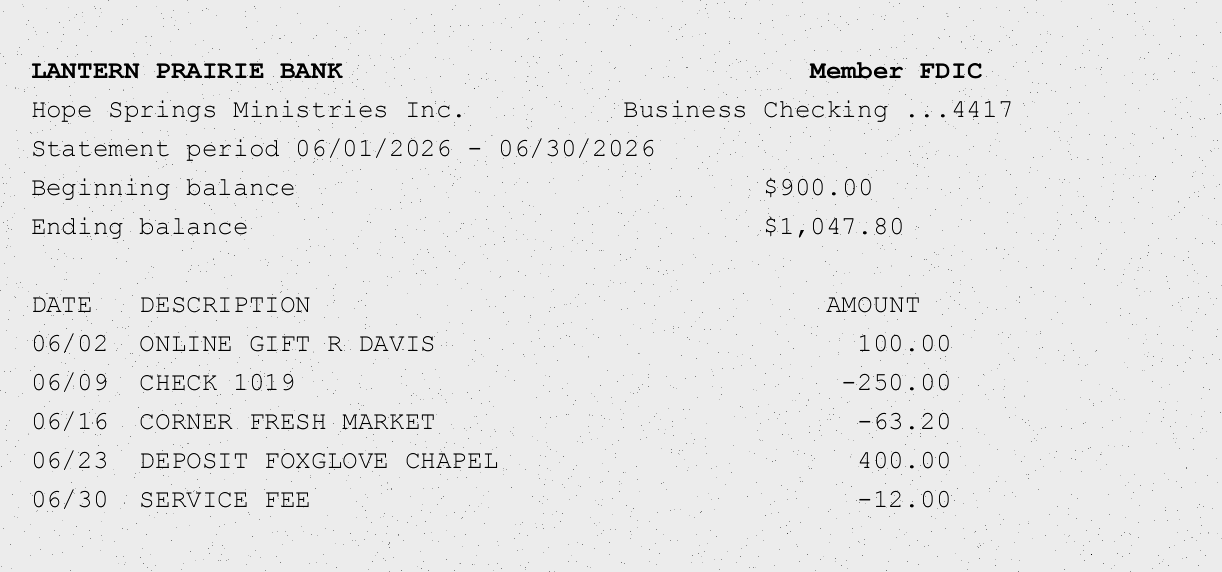 LANTERN PRAIRIE BANK Member FDIC
Hope Springs Ministries Inc. Business Checking ...4417
Statement period 06/01/2026 - 06/30/2026
Beginning balance $900.00
Ending balance $1,047.80
DATE DESCRIPTION AMOUNT
06/02 ONLINE GIFT R DAVIS 100.00
06/09 CHECK 1019 -250.00
06/16 CORNER FRESH MARKET -63.20
06/23 DEPOSIT FOXGLOVE CHAPEL 400.00
06/30 SERVICE FEE -12.00